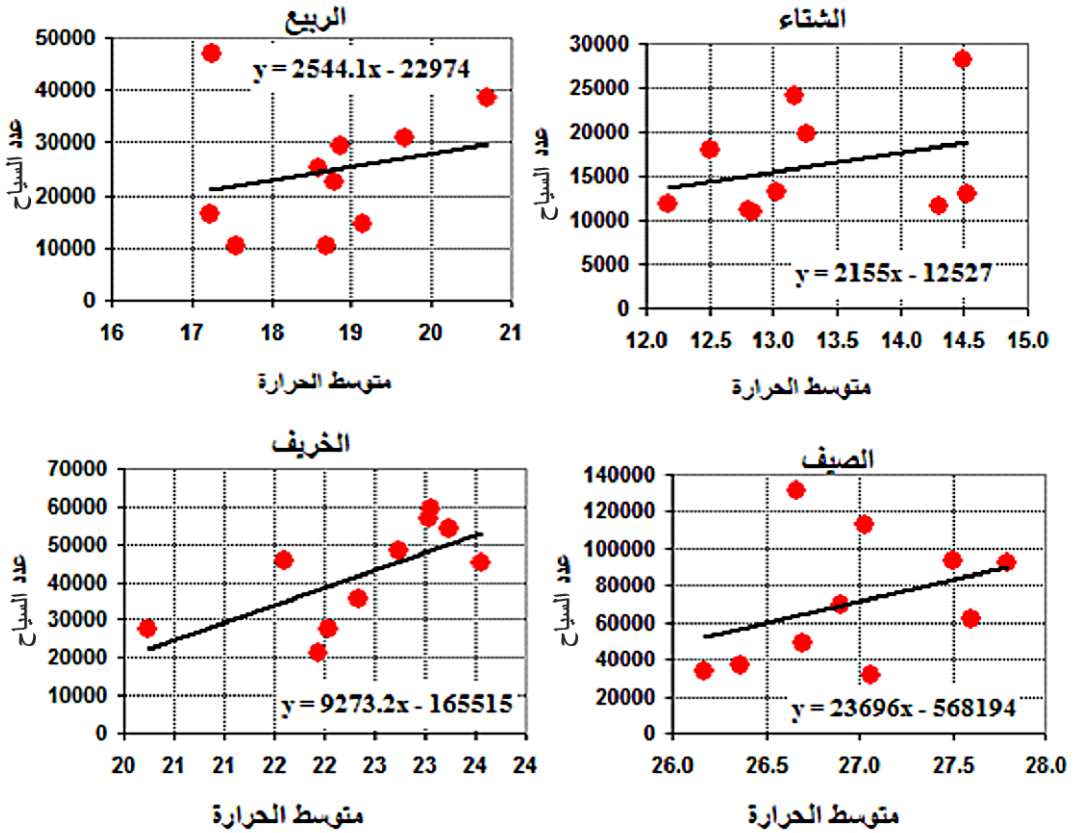 الربيع
50000
40000
30000
20000
10000
0
y = 2544.1x - 22974
عدد السياح
16 17 18 19 20 21
متوسط الحرارة
الشتاء
30000
25000
20000
15000
10000
5000
0
y = 2155x - 12527
عدد السياح
12.0 12.5 13.0 13.5 14.0 14.5 15.0
متوسط الحرارة
الخريف
70000
60000
50000
40000
30000
20000
10000
0
y = 9273.2x - 165515
عدد السياح
20 21 21 22 22 23 23 24 24
متوسط الحرارة
الصيف
140000
120000
100000
80000
60000
40000
20000
0
y = 23696x - 568194
عدد السياح
26.0 26.5 27.0 27.5 28.0
متوسط الحرارة